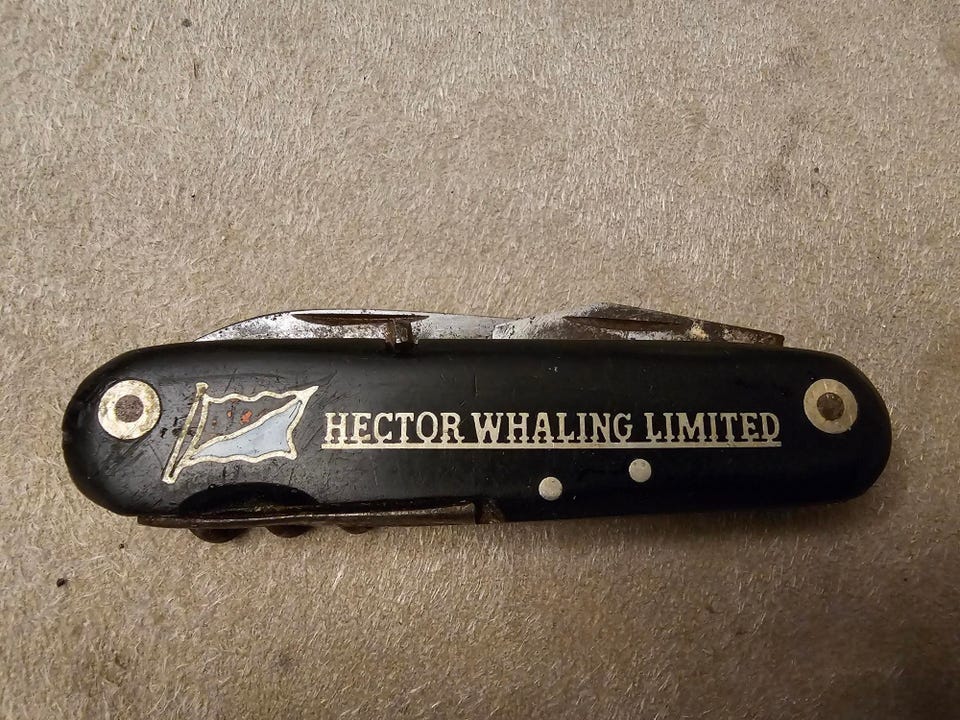 HECTOR WHALING LIMITED